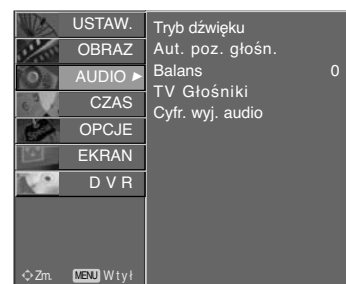 USTAW.
OBRAZ
AUDIO
CZAS
OPCJE
EKRAN
D V R
Zm. MENU Wtył
Tryb dźwięku
Aut. poz. głośn.
Balans 0
TV Głośniki
Cyfr. wyj. audio